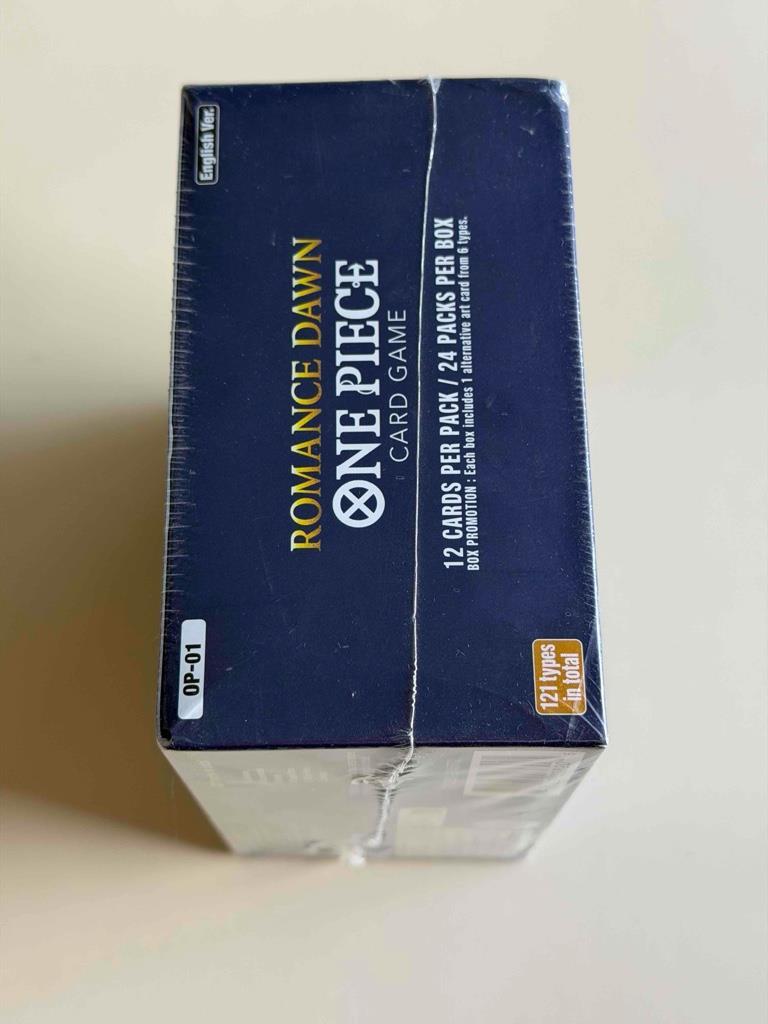 OP-01
English Ver.
ROMANCE DAWN
ONE PIECE
CARD GAME
12 CARDS PER PACK / 24 PACKS PER BOX
BOX PROMOTION : Each box includes 1 alternative art card from 6 types.
121 types
in total